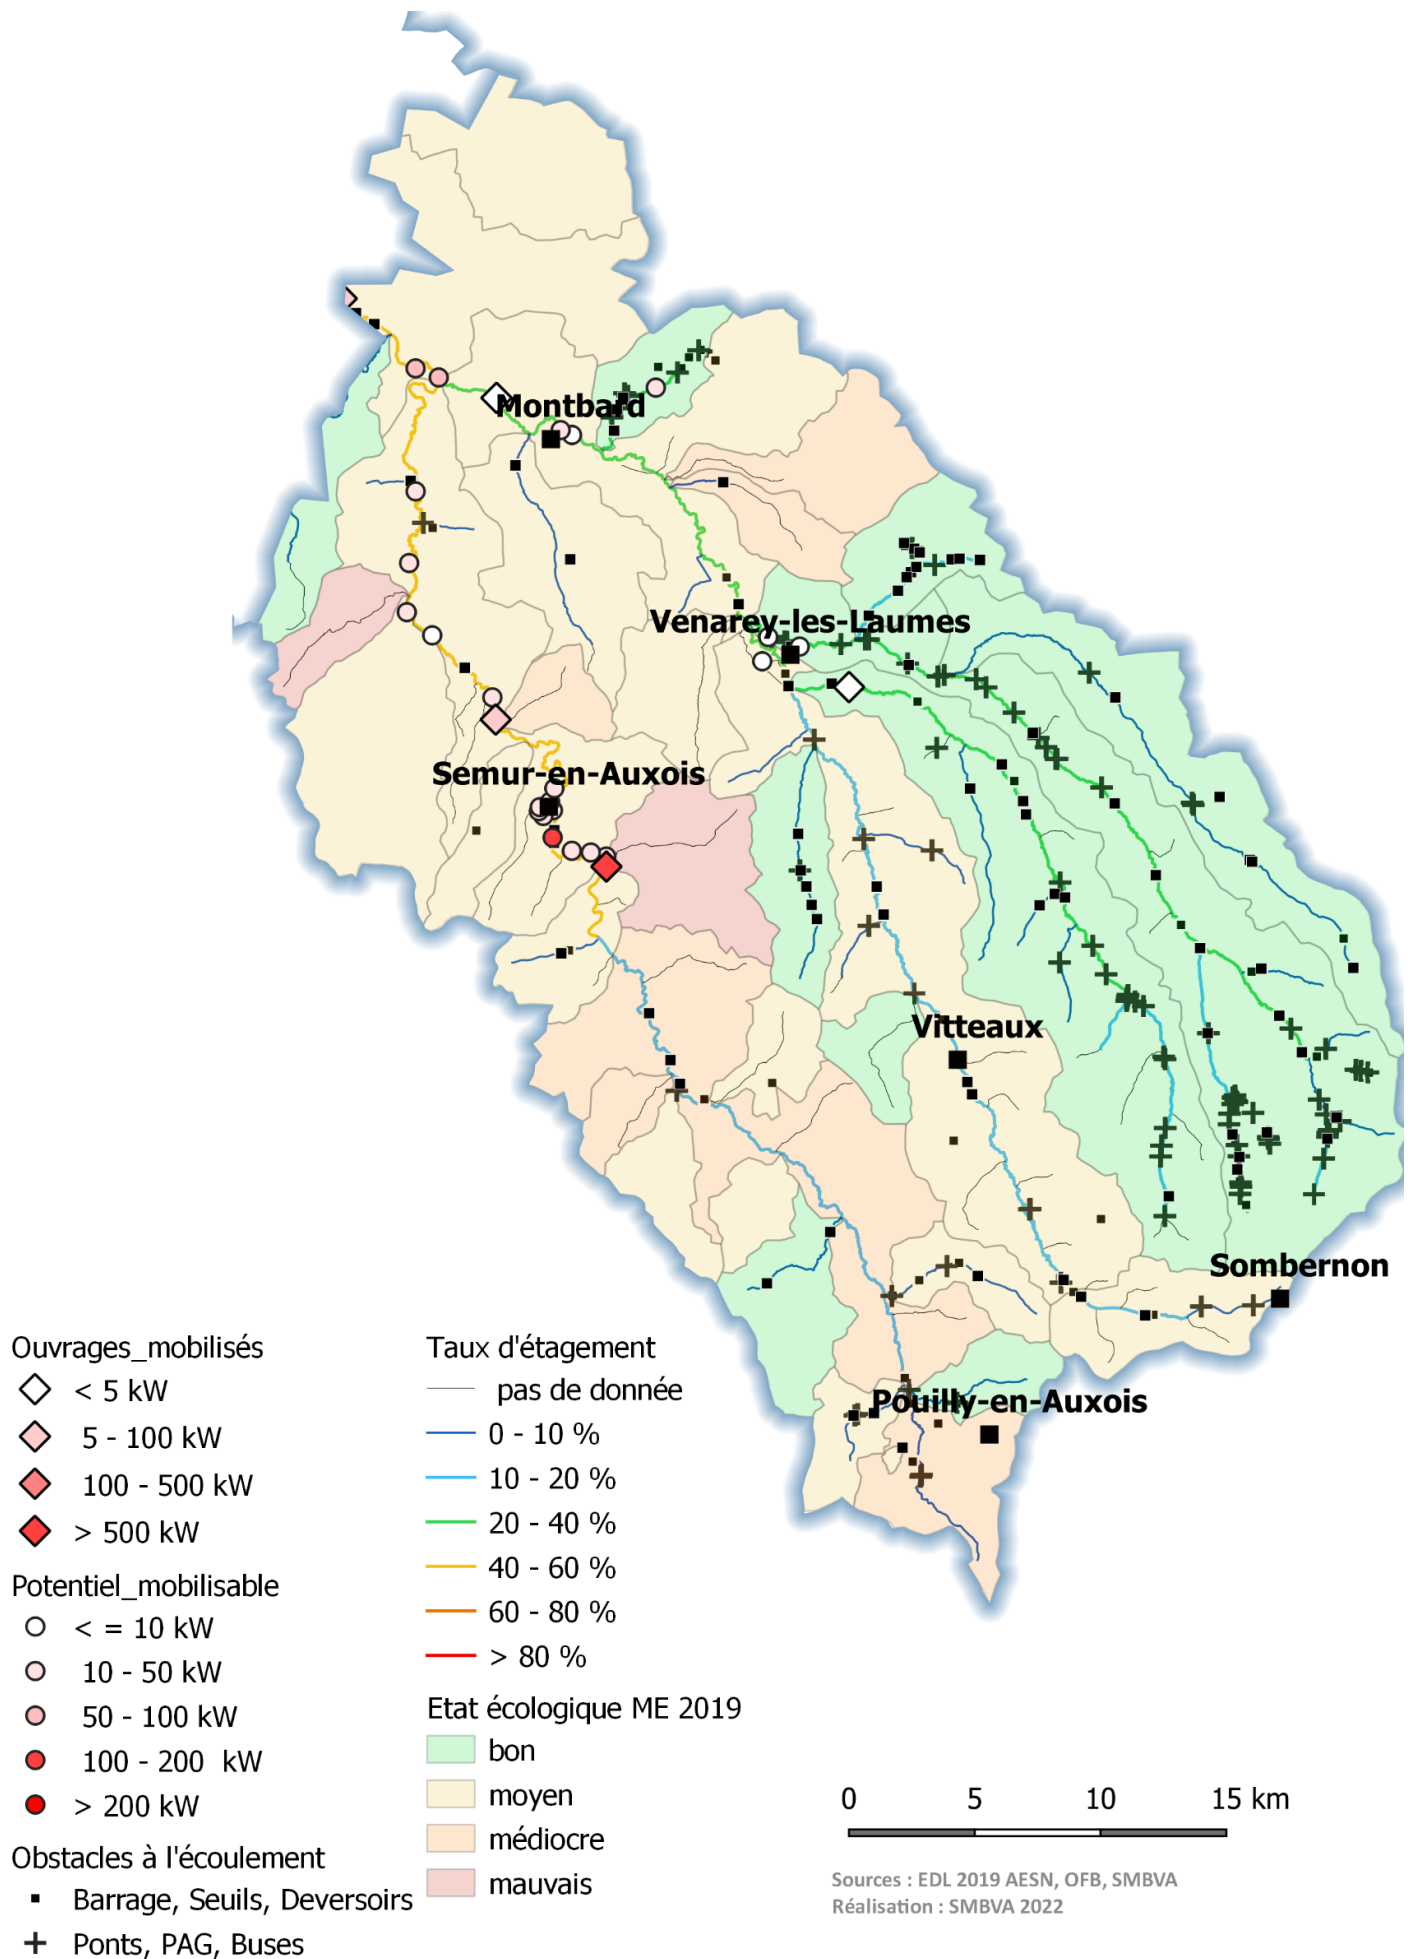 Montbard
Venarey-les-Laumes
Semur-en-Auxois
Vitteaux
Sombernon
Pouilly-en-Auxois
Ouvrages_mobilisés
< 5 kW
5 - 100 kW
100 - 500 kW
> 500 kW
Potentiel_mobilisable
< = 10 kW
10 - 50 kW
50 - 100 kW
100 - 200 kW
> 200 kW
Obstacles à l'écoulement
Barrage, Seuils, Deversoirs
Ponts, PAG, Buses
Taux d'étagement
pas de donnée
0 - 10 %
10 - 20 %
20 - 40 %
40 - 60 %
60 - 80 %
> 80 %
Etat écologique ME 2019
bon
moyen
médiocre
mauvais
0 5 10 15 km
Sources : EDL 2019 AESN, OFB, SMBVA
Réalisation : SMBVA 2022